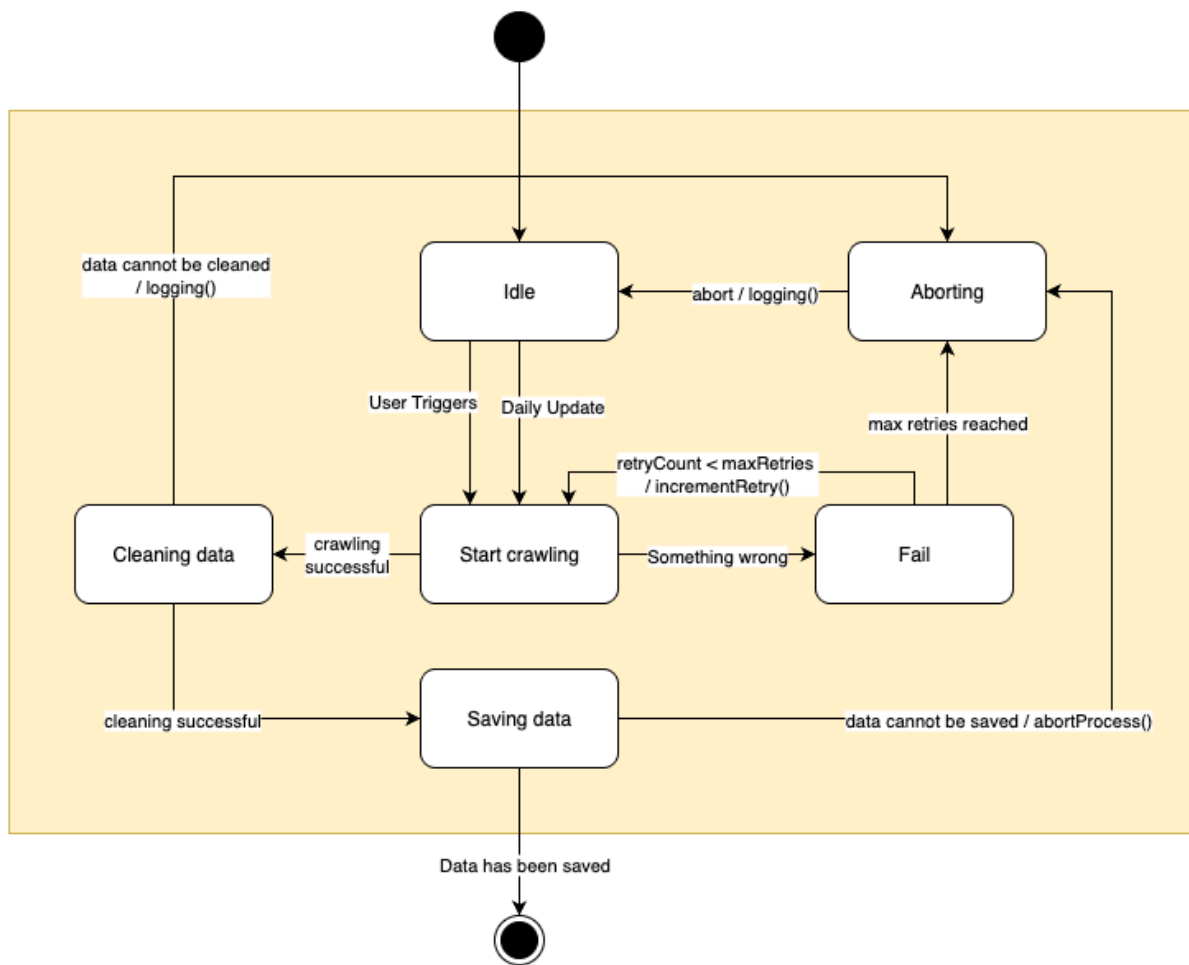 data cannot be cleaned
/ logging()
Idle
abort / logging()
Aborting
User Triggers
Daily Update
max retries reached
retryCount < maxRetries
/ incrementRetry()
Cleaning data
crawling
successful
Start crawling
Something wrong
Fail
cleaning successful
Saving data
data cannot be saved / abortProcess()
Data has been saved